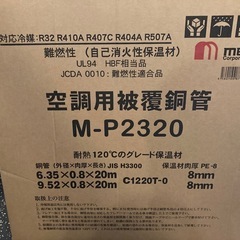 対応冷媒:R32 R410A R407C R404A R507A
難燃性 (自己消火性保温材)
UL94 HBF相当品
JCDA 0010:難燃性適合品
空調用被覆銅管
M-P2320
耐熱120℃のグレード保温材
銅管(外径×肉厚×長さ) JIS H3300 保温材肉厚 PE-8
6.35×0.8×20m C1220T-0 8mm
9.52×0.8×20m 8mm